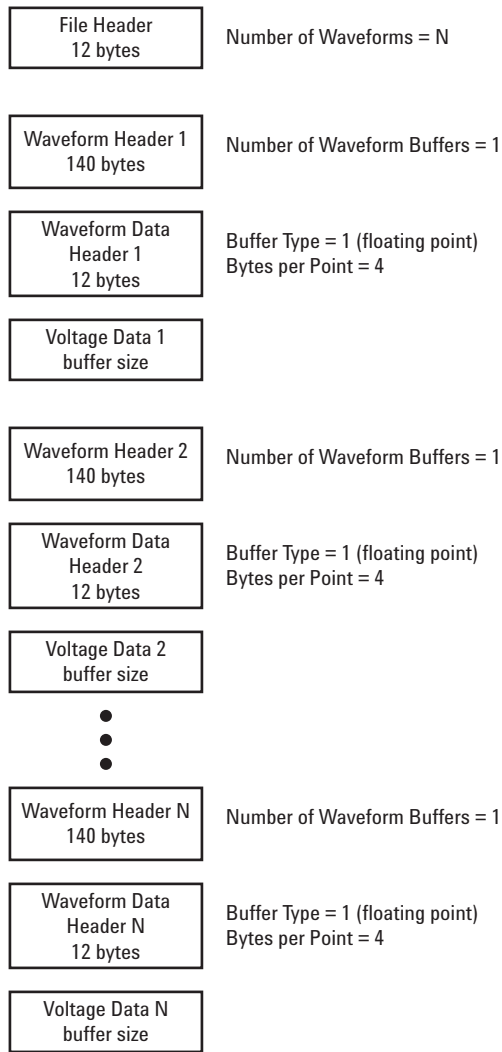 File Header
12 bytes
Number of Waveforms = N
Waveform Header 1
140 bytes
Number of Waveform Buffers = 1
Waveform Data
Header 1
12 bytes
Buffer Type = 1 (floating point)
Bytes per Point = 4
Voltage Data 1
buffer size
Waveform Header 2
140 bytes
Number of Waveform Buffers = 1
Waveform Data
Header 2
12 bytes
Buffer Type = 1 (floating point)
Bytes per Point = 4
Voltage Data 2
buffer size
Waveform Header N
140 bytes
Number of Waveform Buffers = 1
Waveform Data
Header N
12 bytes
Buffer Type = 1 (floating point)
Bytes per Point = 4
Voltage Data N
buffer size